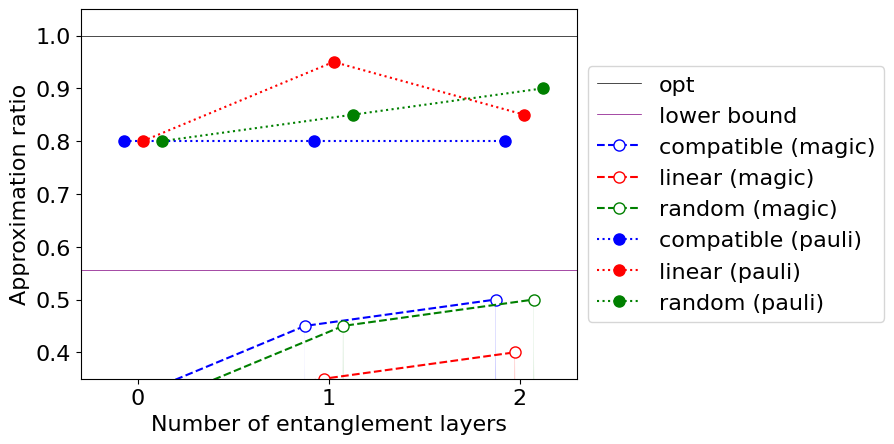 1.0
0.9
0.8
0.7
0.6
0.5
0.4
Approximation ratio
0
1
2
Number of entanglement layers
opt
lower bound
compatible (magic)
linear (magic)
random (magic)
compatible (pauli)
linear (pauli)
random (pauli)